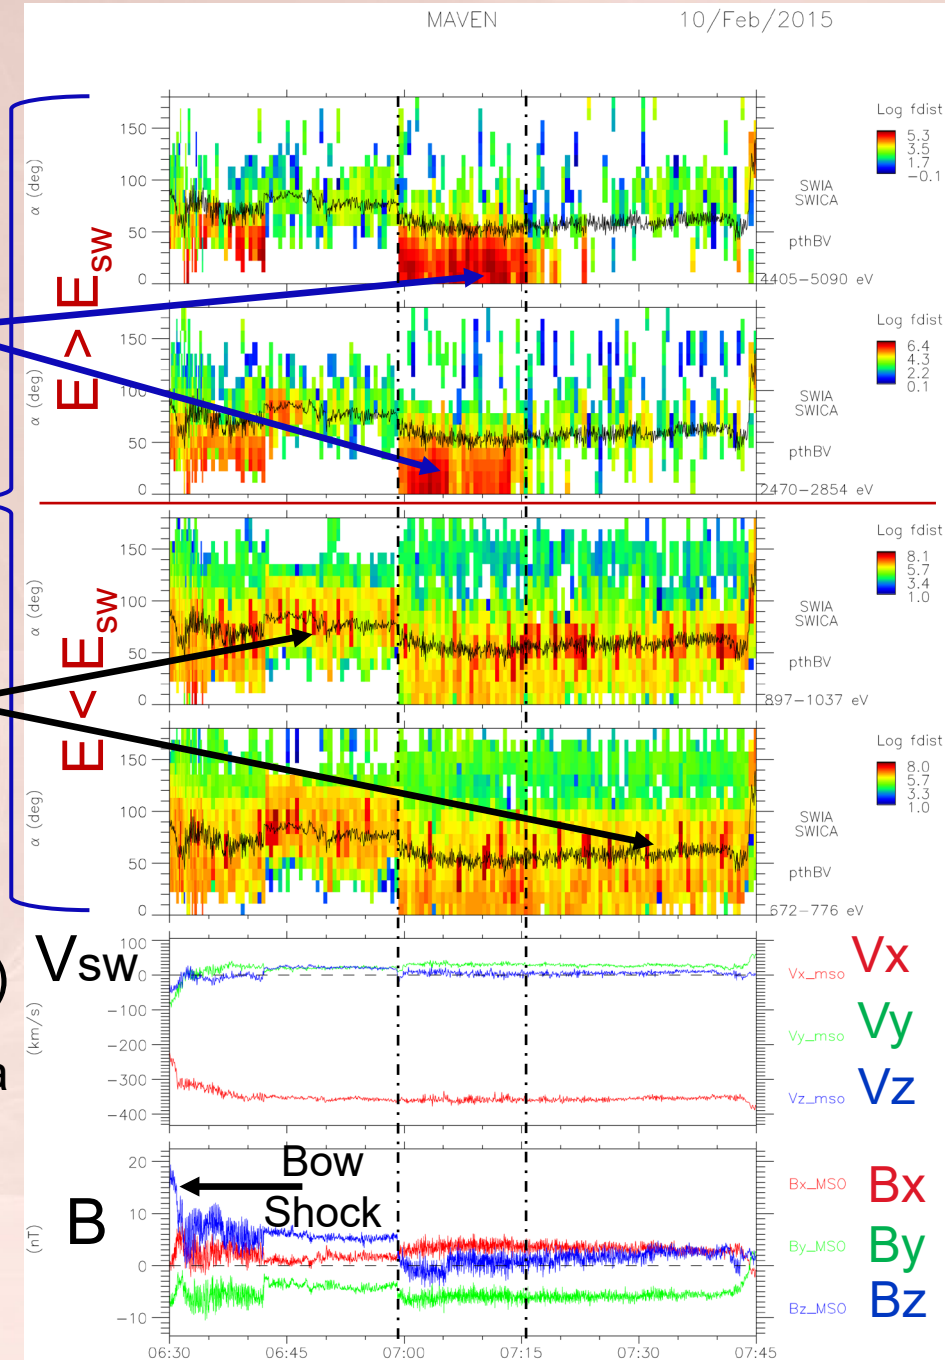 MAVEN 10/Feb/2015
E > Esw
α (deg)
150
100
50
0
Log fdist
5.3
3.5
1.7
−0.1
SWIA
SWICA
pthBV
4405−5090 eV
α (deg)
150
100
50
0
Log fdist
6.4
4.3
2.2
0.1
SWIA
SWICA
pthBV
2470−2854 eV
E < Esw
α (deg)
150
100
50
0
Log fdist
8.1
5.7
3.4
1.0
SWIA
SWICA
pthBV
897−1037 eV
α (deg)
150
100
50
0
Log fdist
8.0
5.7
3.3
1.0
SWIA
SWICA
pthBV
672−776 eV
)
a
Vsw
(km/s)
100
0
−100
−200
−300
−400
Vx_mso Vx
Vy_mso Vy
Vz_mso Vz
B
(nT)
20
10
0
−10
Bow
Shock
Bx_MSO Bx
By_MSO By
Bz_MSO Bz
06:30 06:45 07:00 07:15 07:30 07:45